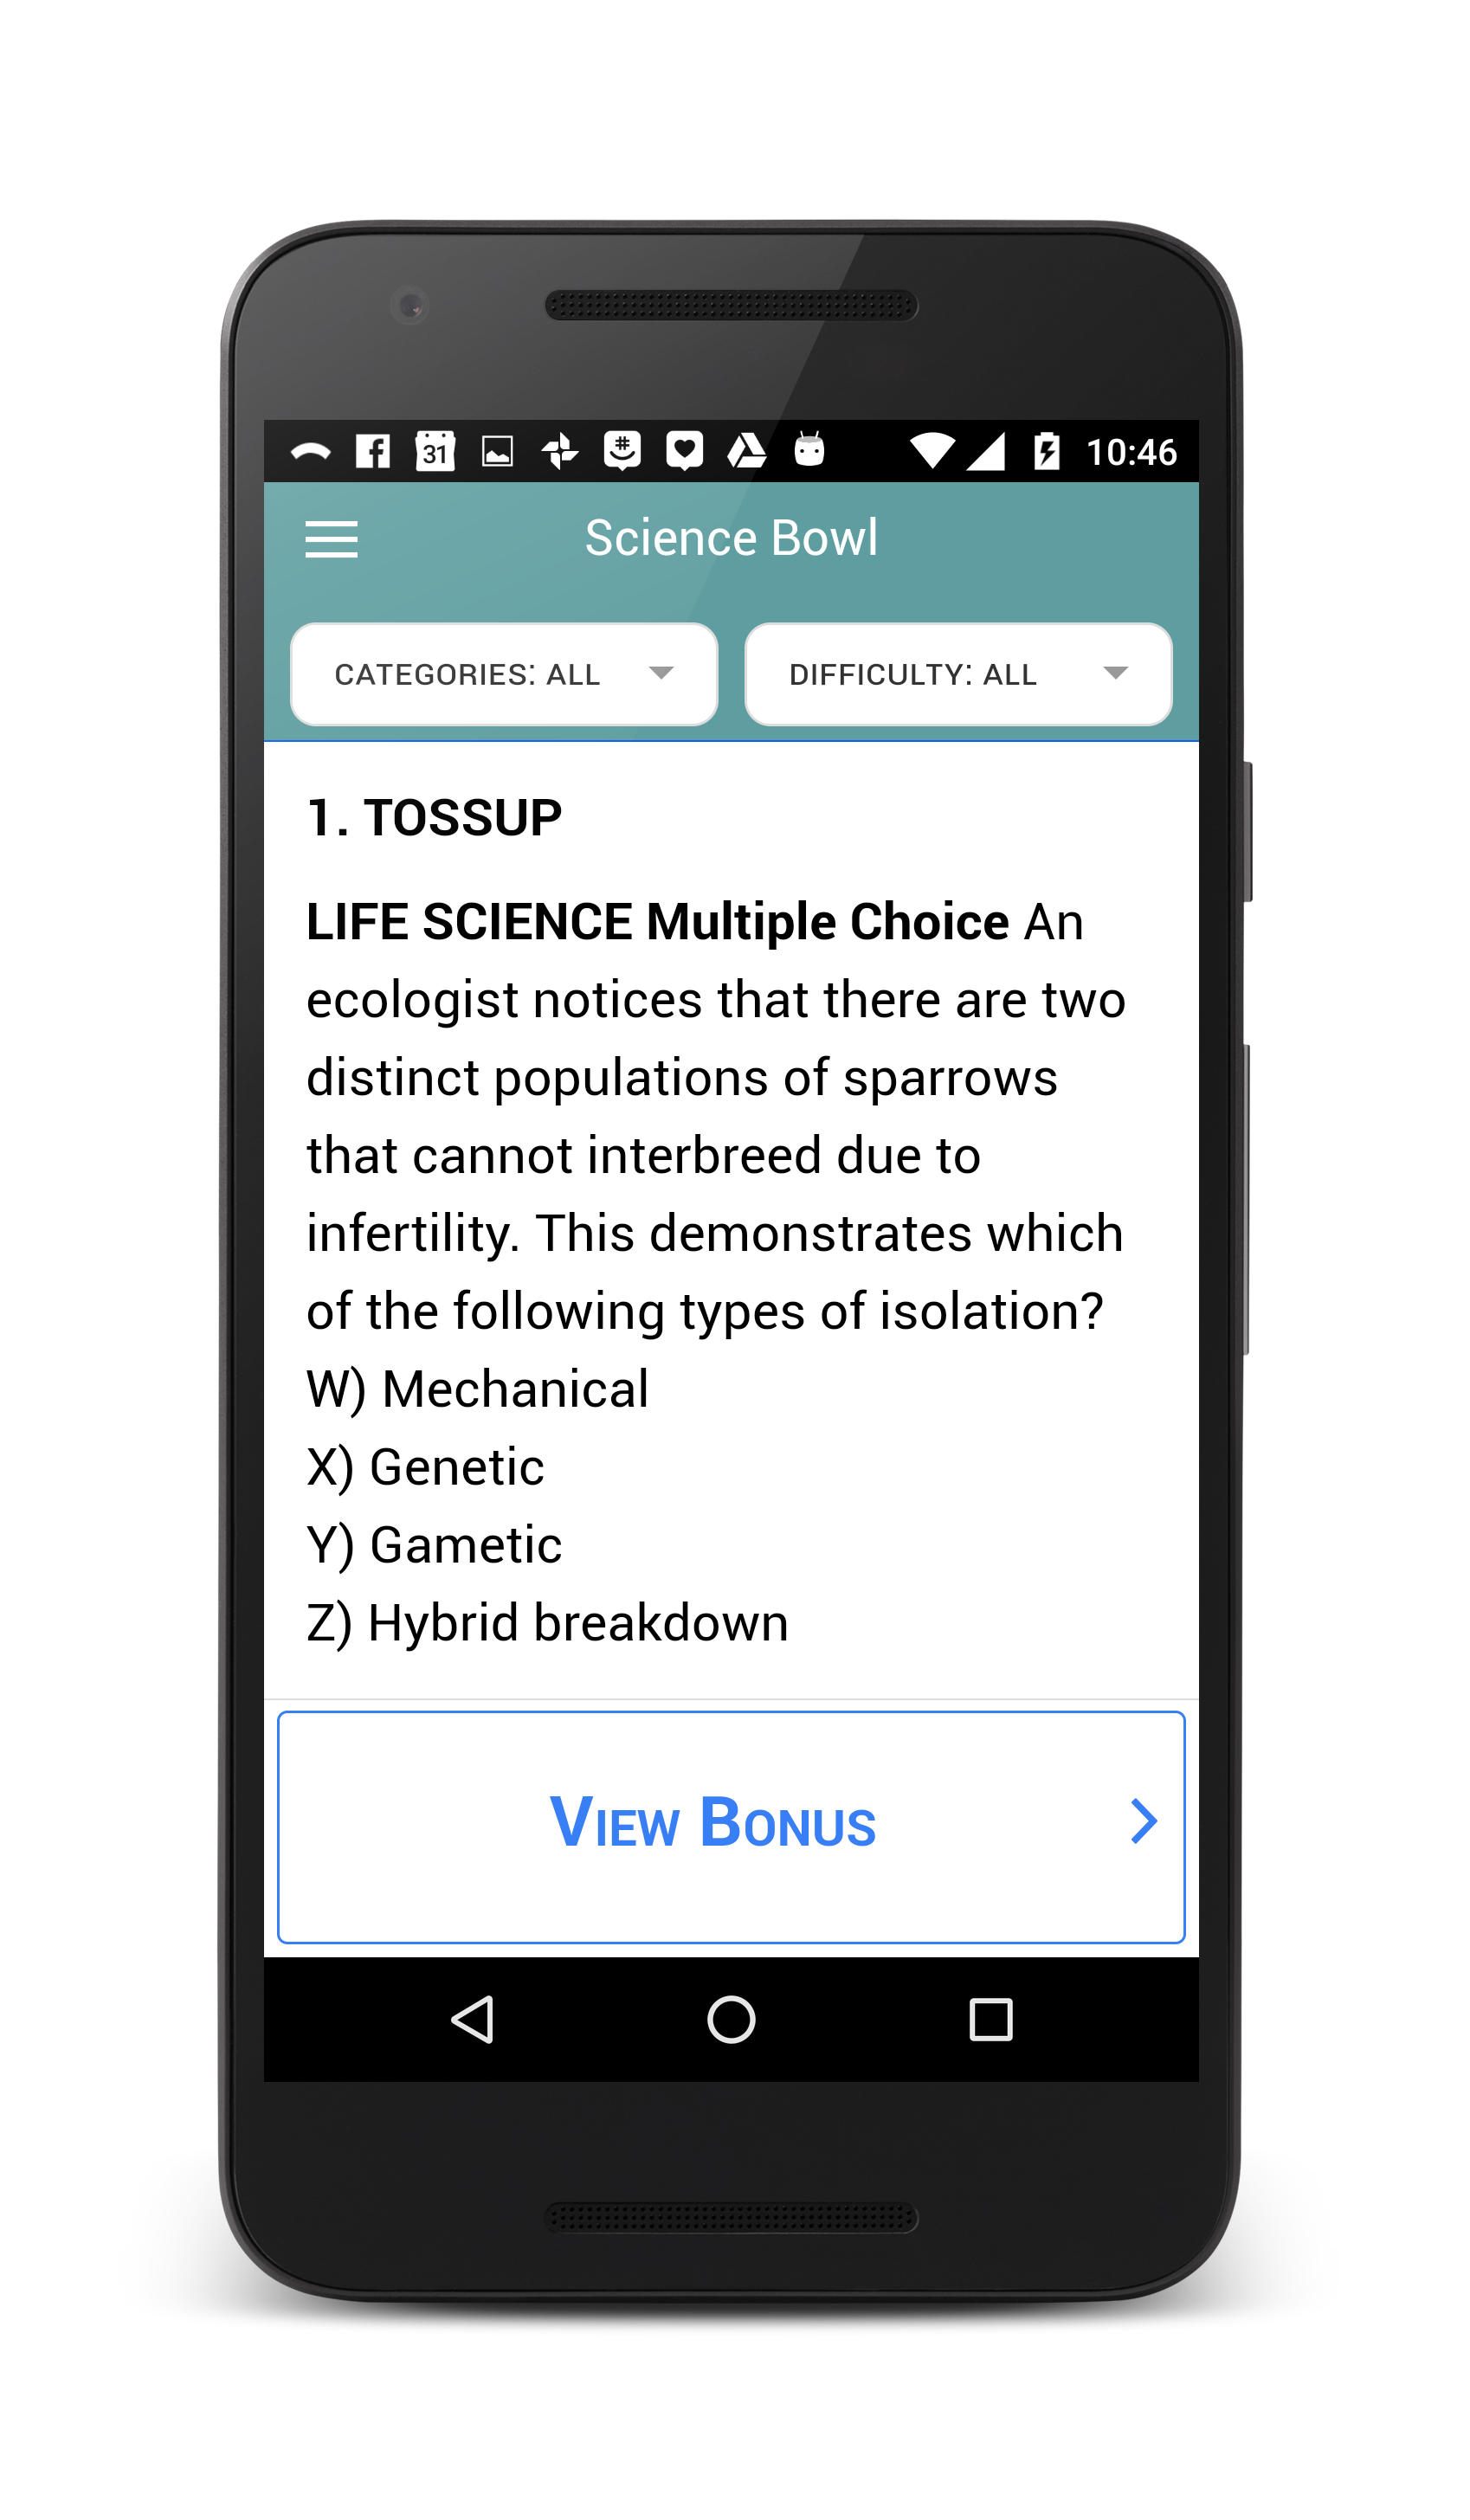 31
#
10:46
Science Bowl
CATEGORIES: ALL
DIFFICULTY: ALL
1. TOSSUP
LIFE SCIENCE Multiple Choice An
ecologist notices that there are two
distinct populations of sparrows
that cannot interbreed due to
infertility. This demonstrates which
of the following types of isolation?
W) Mechanical
X) Genetic
Y) Gametic
Z) Hybrid breakdown
VIEW BONUS